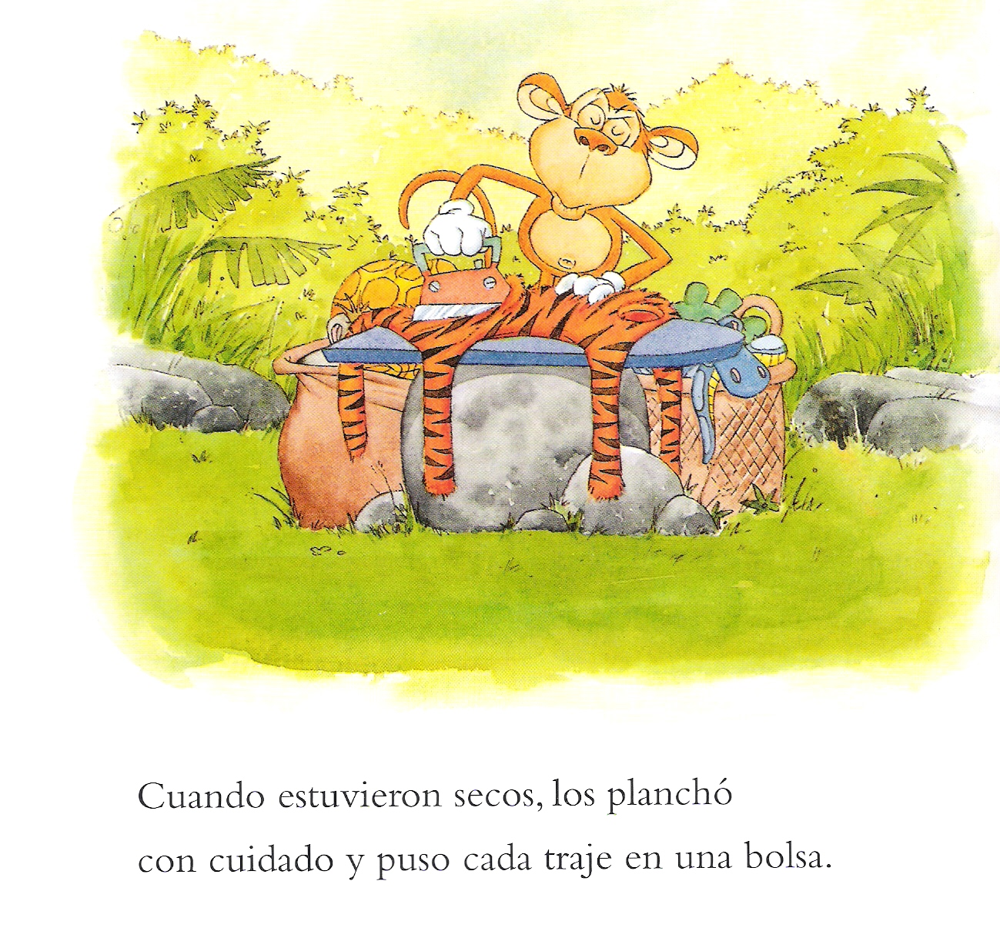 Cuando estuvieron secos, los planchó
con cuidado y puso cada traje en una bolsa.